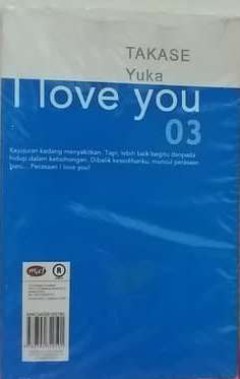 TAKASE
Yuka
I love you
03
Kejujuran kadang menyakitkan. Tapi, lebih baik begitu daripada
hidup dalam kebohongan. Dibalik kesedihanku, muncul perasaan
baru... Perasaan I love you!
R